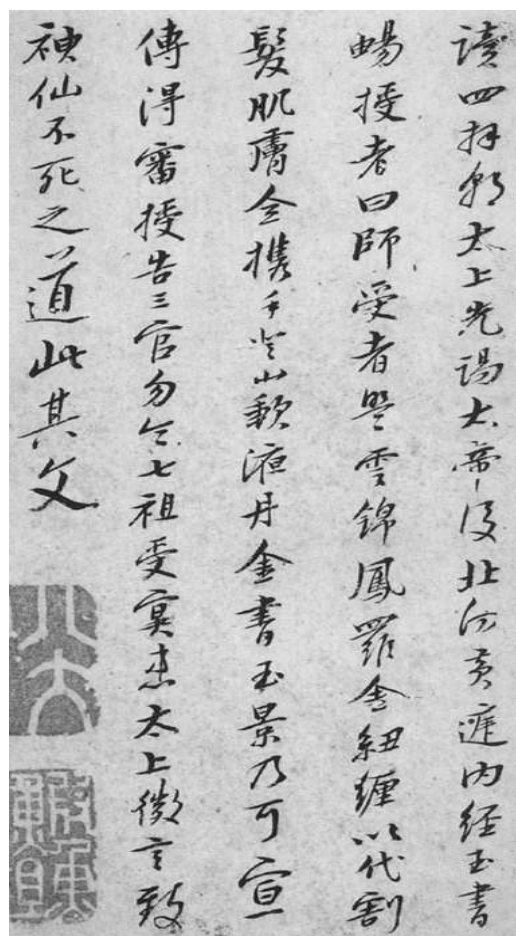 讀四拜朝太上先謁太帝後北向黃庭內經玉書
暢授者曰師受者盟雲錦鳳羅金紐纏以代割
髮肌膚全携手登山歃液丹金書玉景乃可宣
傳得審授告三官勿令七祖受冥患太上微言致
神仙不死之道此其文